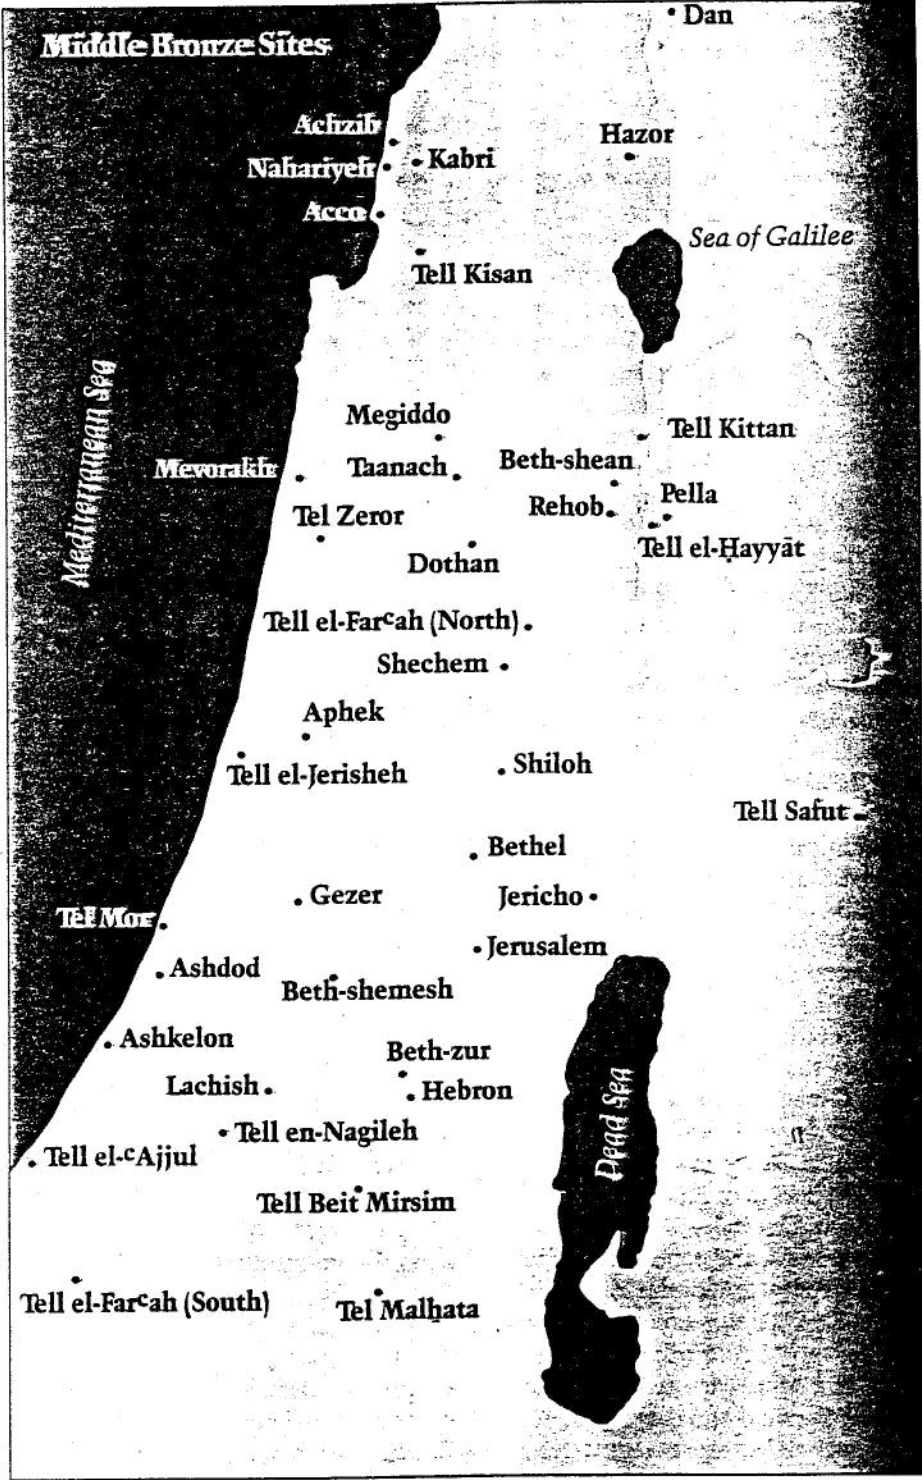 Middle Bronze Sites
Dan
Achzib
Hazor
Nahariyeh
Kabri
Acco
Sea of Galilee
Tell Kisan
Mediterranean Sea
Megiddo
Tell Kittan
Mevorakh
Taanach
Beth-shean
Pella
Rehob
Tel Zeror
Tell el-Ḥayyāt
Dothan
Tell el-Farᶜah (North)
Shechem
Aphek
Tell el-Jerisheh
Shiloh
Tell Safut
Bethel
Gezer
Jericho
Tel Mor
Jerusalem
Ashdod
Beth-shemesh
Ashkelon
Beth-zur
Lachish
Hebron
Dead Sea
Tell en-Nagileh
Tell el-ᶜAjjul
Tell Beit Mirsim
Tell el-Farᶜah (South)
Tel Malḥata